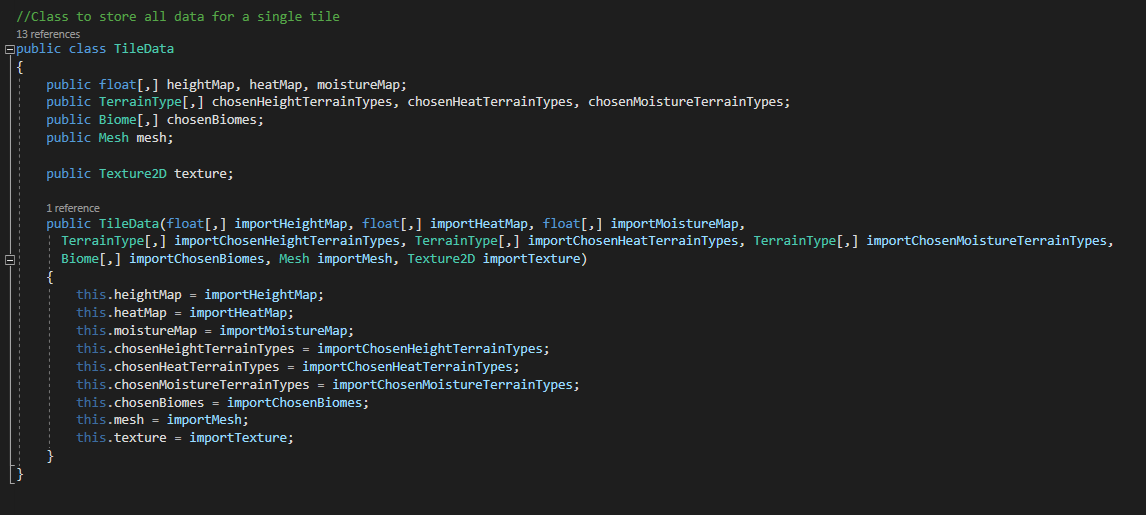 //Class to store all data for a single tile
13 references
public class TileData
{
public float[,] heightMap, heatMap, moistureMap;
public TerrainType[,] chosenHeightTerrainTypes, chosenHeatTerrainTypes, chosenMoistureTerrainTypes;
public Biome[,] chosenBiomes;
public Mesh mesh;
public Texture2D texture;
1 reference
public TileData(float[,] importHeightMap, float[,] importHeatMap, float[,] importMoistureMap,
TerrainType[,] importChosenHeightTerrainTypes, TerrainType[,] importChosenHeatTerrainTypes, TerrainType[,] importChosenMoistureTerrainTypes,
Biome[,] importChosenBiomes, Mesh importMesh, Texture2D importTexture)
{
this.heightMap = importHeightMap;
this.heatMap = importHeatMap;
this.moistureMap = importMoistureMap;
this.chosenHeightTerrainTypes = importChosenHeightTerrainTypes;
this.chosenHeatTerrainTypes = importChosenHeatTerrainTypes;
this.chosenMoistureTerrainTypes = importChosenMoistureTerrainTypes;
this.chosenBiomes = importChosenBiomes;
this.mesh = importMesh;
this.texture = importTexture;
}
}